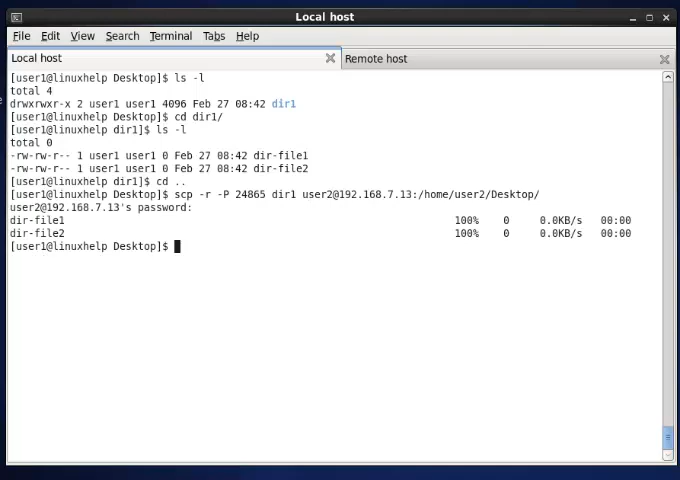 Local host
File Edit View Search Terminal Tabs Help
Local host Remote host
[user1@linuxhelp Desktop]$ ls -l
total 4
drwxrwxr-x 2 user1 user1 4096 Feb 27 08:42 dir1
[user1@linuxhelp Desktop]$ cd dir1/
[user1@linuxhelp dir1]$ ls -l
total 0
-rw-rw-r-- 1 user1 user1 0 Feb 27 08:42 dir-file1
-rw-rw-r-- 1 user1 user1 0 Feb 27 08:42 dir-file2
[user1@linuxhelp dir1]$ cd ..
[user1@linuxhelp Desktop]$ scp -r -P 24865 dir1 user2@192.168.7.13:/home/user2/Desktop/
user2@192.168.7.13's password:
dir-file1 100% 0 0.0KB/s 00:00
dir-file2 100% 0 0.0KB/s 00:00
[user1@linuxhelp Desktop]$